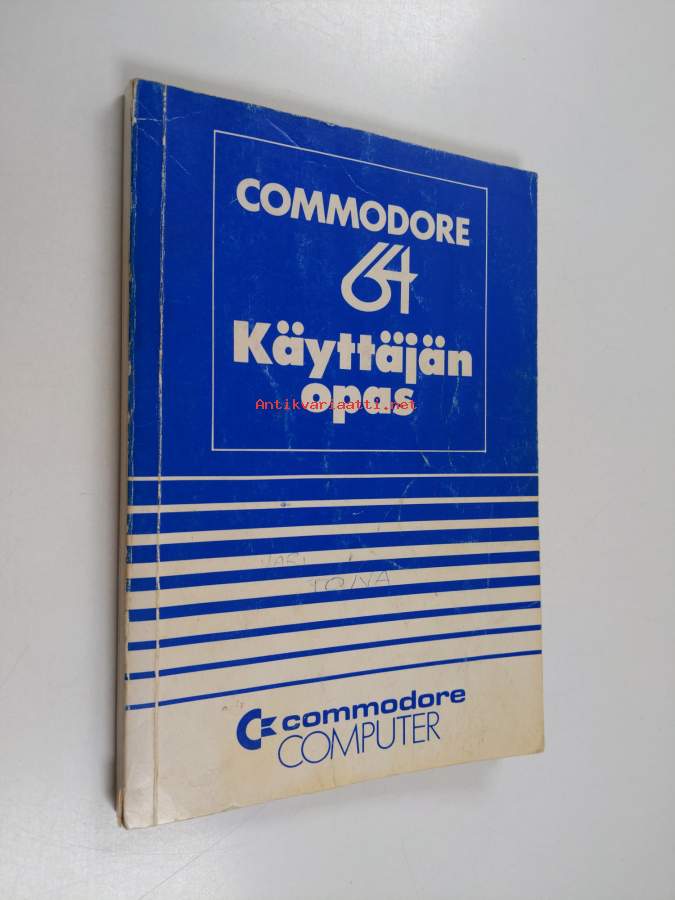 COMMODORE
64
Käyttäjän
opas
Antikvariaatti.net
commodore
COMPUTER